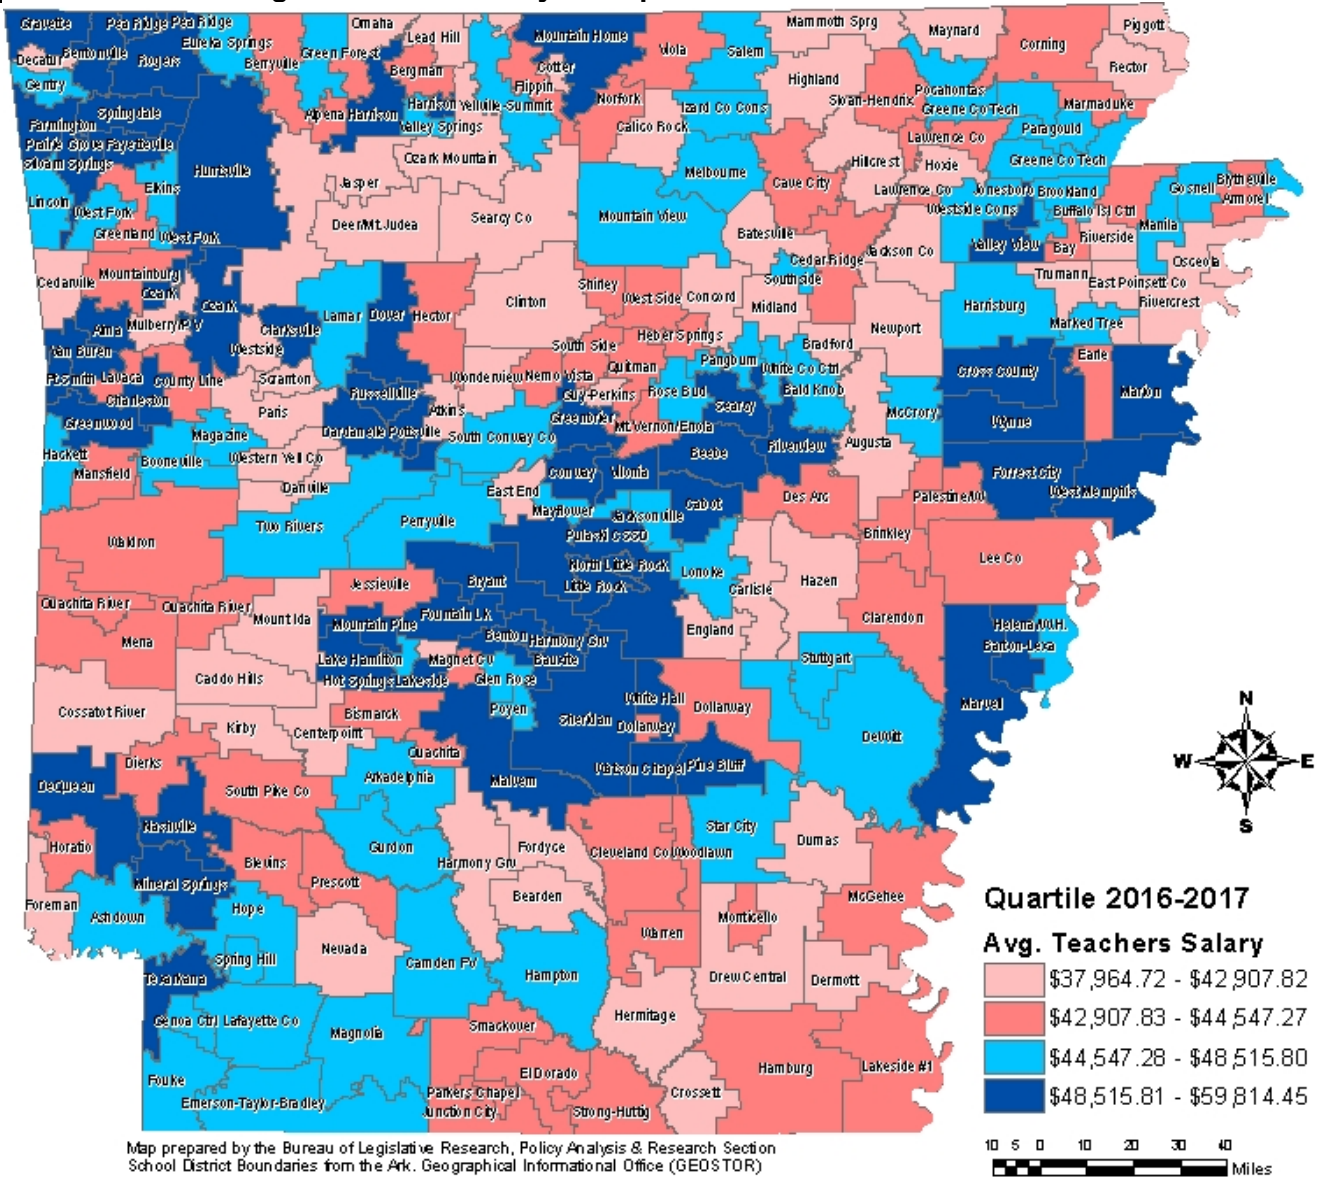 Gravette
Pea Ridge
Pea Ridge
Omaha
Lead Hill
Mountain Home
Viola
Salem
Mammoth Sprg
Maynard
Corning
Piggott
Decatur
Bentonville
Rogers
Eureka Springs
Berryville
Green Forest
Bergman
Cotter
Flippin
Highland
Rector
Gentry
Springdale
Alpena
Harrison
Harrison
Yellville-Summit
Norfork
Izard Co Cons
Sloan-Hendrix
Pocahontas
Greene Co Tech
Marmaduke
Farmington
Valley Springs
Calico Rock
Lawrence Co
Paragould
Prairie Grove
Fayetteville
Siloam Springs
Huntsville
Ozark Mountain
Melbourne
Hillcrest
Hoxie
Greene Co Tech
Lincoln
Elkins
Jasper
Cave City
Lawrence Co
Jonesboro
Brookland
Gosnell
Blytheville
Armorel
West Fork
Greenland
West Fork
Deer/Mt.Judea
Searcy Co
Mountain View
Batesville
Westside Cons
Buffalo Isl Ctrl
Manila
Valley View
Bay
Riverside
Osceola
Cedarville
Mountainburg
Ozark
Ozark
Lamar
Dover
Hector
Clinton
Shirley
West Side
Concord
Southside
Cedar Ridge
Jackson Co
Midland
Harrisburg
Trumann
East Poinsett Co
Rivercrest
Alma
Mulberry/P V
Clarksville
Westside
Newport
Marked Tree
Van Buren
South Side
Heber Springs
Bradford
Ft Smith
Lavaca
County Line
Scranton
Russellville
Wonderview
Nemo Vista
Quitman
Pangburn
White Co Ctrl
Cross County
Earle
Marion
Charleston
Paris
Atkins
Guy-Perkins
Rose Bud
Bald Knob
McCrory
Greenwood
Magazine
Dardanelle
Pottsville
South Conway Co
Greenbrier
Mt.Vernon/Enola
Searcy
Riverview
Augusta
Wynne
Hackett
Mansfield
Booneville
Western Yell Co
Danville
Conway
Vilonia
Beebe
Forrest City
West Memphis
East End
Mayflower
Jacksonville
Cabot
Des Arc
Palestine/W
Waldron
Two Rivers
Perryville
Pulaski CSSD
Brinkley
Lee Co
Jessieville
Bryant
North Little Rock
Little Rock
Lonoke
Carlisle
Hazen
Ouachita River
Ouachita River
Mount Ida
Mena
Mountain Pine
Fountain Lk
Benton
Harmony Grv
Bauxite
England
Clarendon
Helena/W.H.
Barton-Lexa
Caddo Hills
Lake Hamilton
Magnet Cv
Hot Springs
Lakeside
Glen Rose
Stuttgart
Cossatot River
Kirby
Centerpoint
Bismarck
Poyen
Sheridan
White Hall
Dollarway
Dollarway
DeWitt
Marvell
Ouachita
Dierks
DeQueen
South Pike Co
Arkadelphia
Malvern
Watson Chapel
Pine Bluff
Nashville
Horatio
Blevins
Prescott
Gurdon
Harmony Grv
Fordyce
Cleveland Co
Woodlawn
Star City
Dumas
Mineral Springs
Foreman
Ashdown
Hope
Bearden
Monticello
McGehee
Spring Hill
Nevada
Camden Fv
Hampton
Warren
Texarkana
Drew Central
Dermott
Genoa Ctrl
Lafayette Co
Magnolia
Smackover
Hermitage
Fouke
Emerson-Taylor-Bradley
El Dorado
Parkers Chapel
Junction City
Strong-Huttig
Crossett
Hamburg
Lakeside #1
N
W
E
S
Quartile 2016-2017
Avg. Teachers Salary
$37,964.72 - $42,907.82
$42,907.83 - $44,547.27
$44,547.28 - $48,515.80
$48,515.81 - $59,814.45
10 5 0 10 20 30 40
Miles
Map prepared by the Bureau of Legislative Research, Policy Analysis & Research Section
School District Boundaries from the Ark. Geographical Informational Office (GEOSTOR)